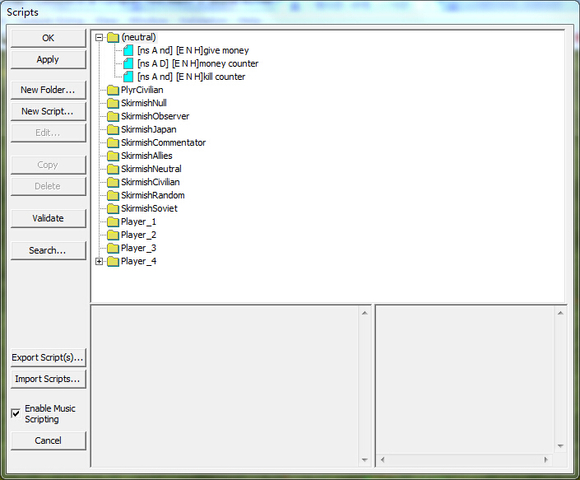 Scripts
OK
Apply
New Folder...
New Script...
Edit...
Copy
Delete
Validate
Search...
Export Script(s)...
Import Scripts...
Enable Music
Scripting
Cancel
(neutral)
[ns A nd] [E N H]give money
[ns A D] [E N H]money counter
[ns A nd] [E N H]kill counter
PlyrCivilian
SkirmishNull
SkirmishObserver
SkirmishJapan
SkirmishCommentator
SkirmishAllies
SkirmishNeutral
SkirmishCivilian
SkirmishRandom
SkirmishSoviet
Player_1
Player_2
Player_3
Player_4